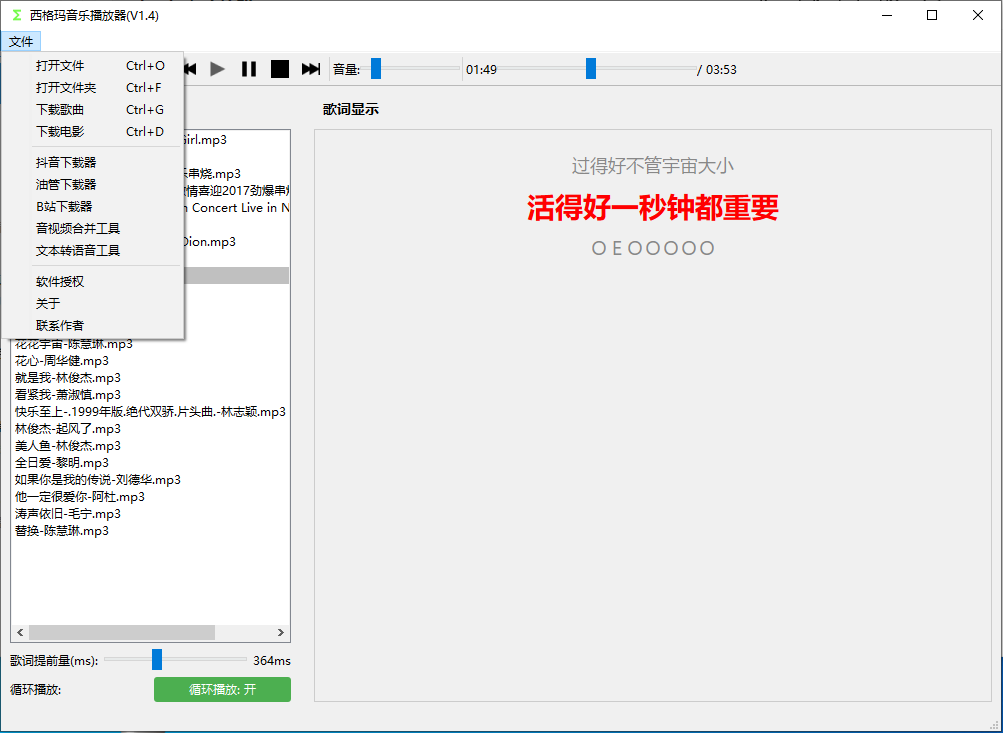 西格玛音乐播放器(V1.4)
文件
打开文件 Ctrl+O
打开文件夹 Ctrl+F
下载歌曲 Ctrl+G
下载电影 Ctrl+D
抖音下载器
油管下载器
B站下载器
音视频合并工具
文本转语音工具
软件授权
关于
联系作者
音量:
01:49
/ 03:53
歌词显示
Girl.mp3
串烧.mp3
情喜迎2017劲爆串
Concert Live in N
Dion.mp3
花花宇宙-陈慧琳.mp3
花心-周华健.mp3
就是我-林俊杰.mp3
看紧我-萧淑慎.mp3
快乐至上-.1999年版.绝代双骄.片头曲.-林志颖.mp3
林俊杰-起风了.mp3
美人鱼-林俊杰.mp3
全日爱-黎明.mp3
如果你是我的传说-刘德华.mp3
他一定很爱你-阿杜.mp3
涛声依旧-毛宁.mp3
替换-陈慧琳.mp3
过得好不管宇宙大小
活得好一秒钟都重要
O E O O O O O
歌词提前量(ms): 364ms
循环播放: 循环播放: 开